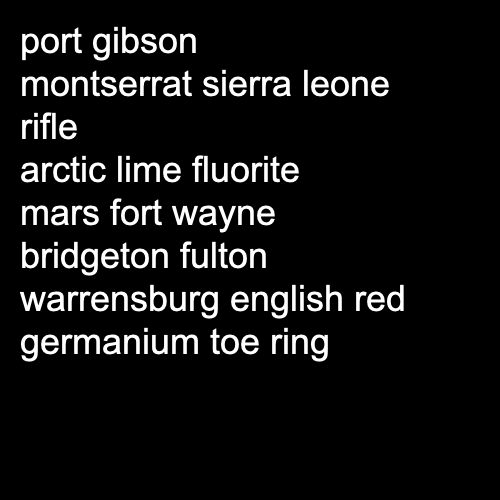 port gibson
montserrat sierra leone
rifle
arctic lime fluorite
mars fort wayne
bridgeton fulton
warrensburg english red
germanium toe ring